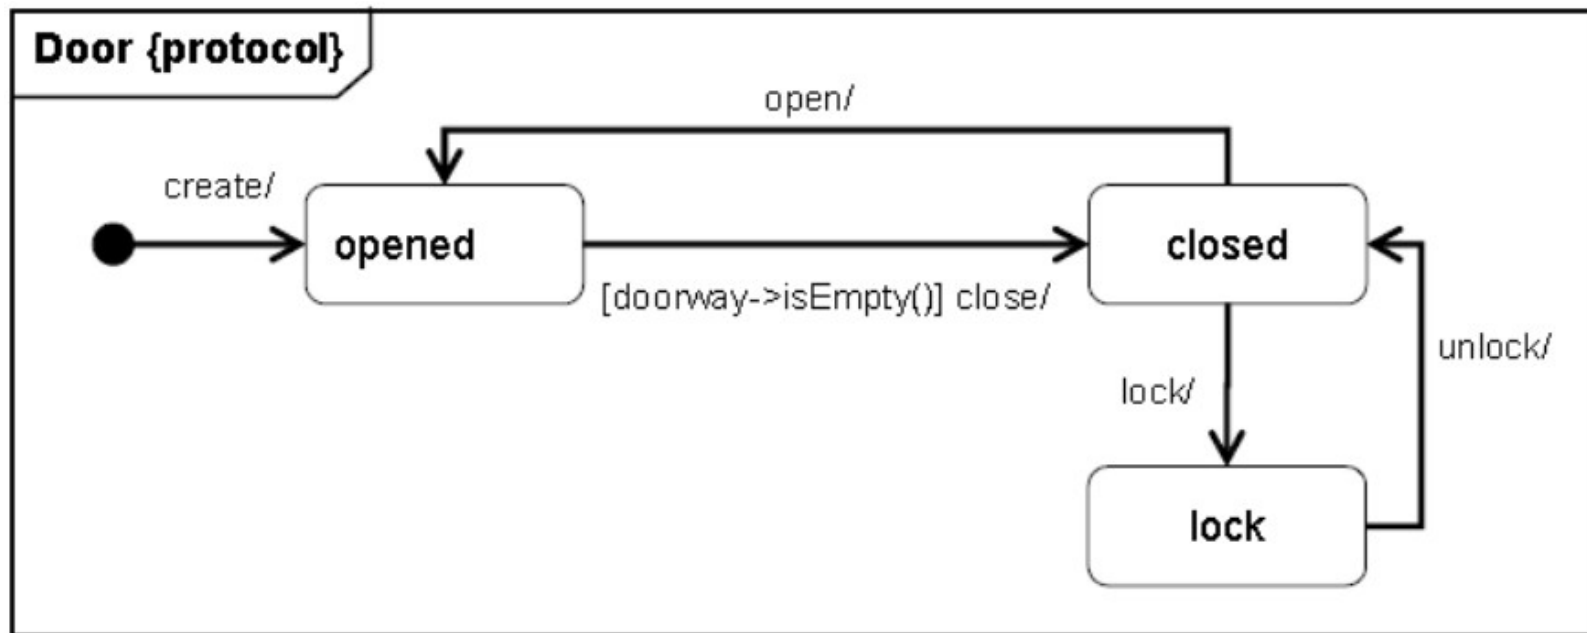 Door {protocol}
open/
create/
opened
closed
[doorway->isEmpty()] close/
unlock/
lock/
lock